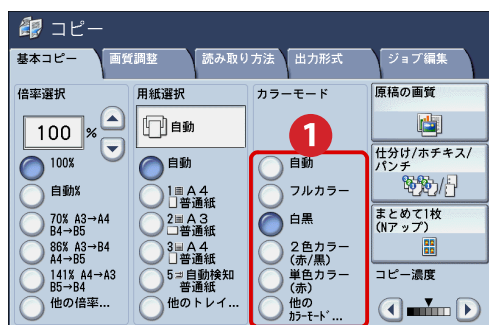 コピー
基本コピー
画質調整
読み取り方法
出力形式
ジョブ編集
倍率選択
100 %
100%
自動%
70% A3→A4
B4→B5
86% A3→B4
A4→B5
141% A4→A3
B5→B4
他の倍率...
用紙選択
自動
自動
1 A4
普通紙
2 A3
普通紙
3 A4
普通紙
5 自動検知
普通紙
他のトレイ...
カラーモード
1
自動
フルカラー
白黒
2色カラー
(赤/黒)
単色カラー
(赤)
他の
ｶﾗｰﾓｰﾄﾞ...
原稿の画質
仕分け/ホチキス/
パンチ
まとめて1枚
(Nアップ)
コピー濃度